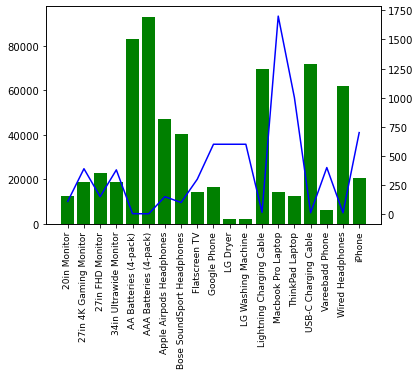 80000
60000
40000
20000
0
1750
1500
1250
1000
750
500
250
0
20in Monitor
27in 4K Gaming Monitor
27in FHD Monitor
34in Ultrawide Monitor
AA Batteries (4-pack)
AAA Batteries (4-pack)
Apple Airpods Headphones
Bose SoundSport Headphones
Flatscreen TV
Google Phone
LG Dryer
LG Washing Machine
Lightning Charging Cable
Macbook Pro Laptop
ThinkPad Laptop
USB-C Charging Cable
Vareebadd Phone
Wired Headphones
iPhone